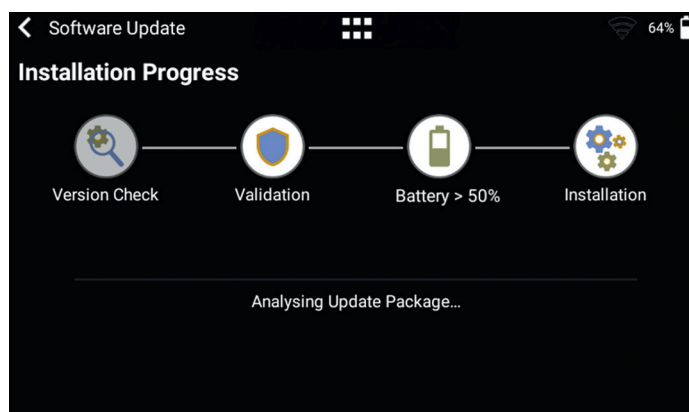 Software Update
64%
Installation Progress
Version Check
Validation
Battery > 50%
Installation
Analysing Update Package...